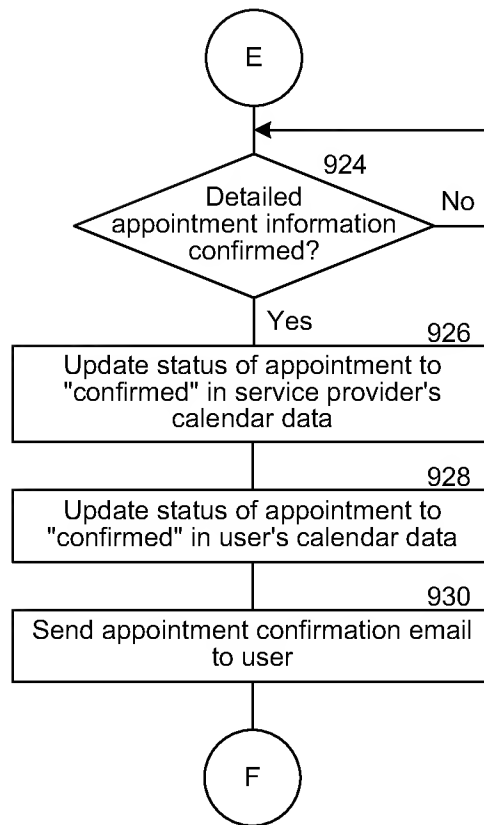 E
924
Detailed
appointment information
confirmed?
No
Yes
926
Update status of appointment to
"confirmed" in service provider's
calendar data
928
Update status of appointment to
"confirmed" in user's calendar data
930
Send appointment confirmation email
to user
F